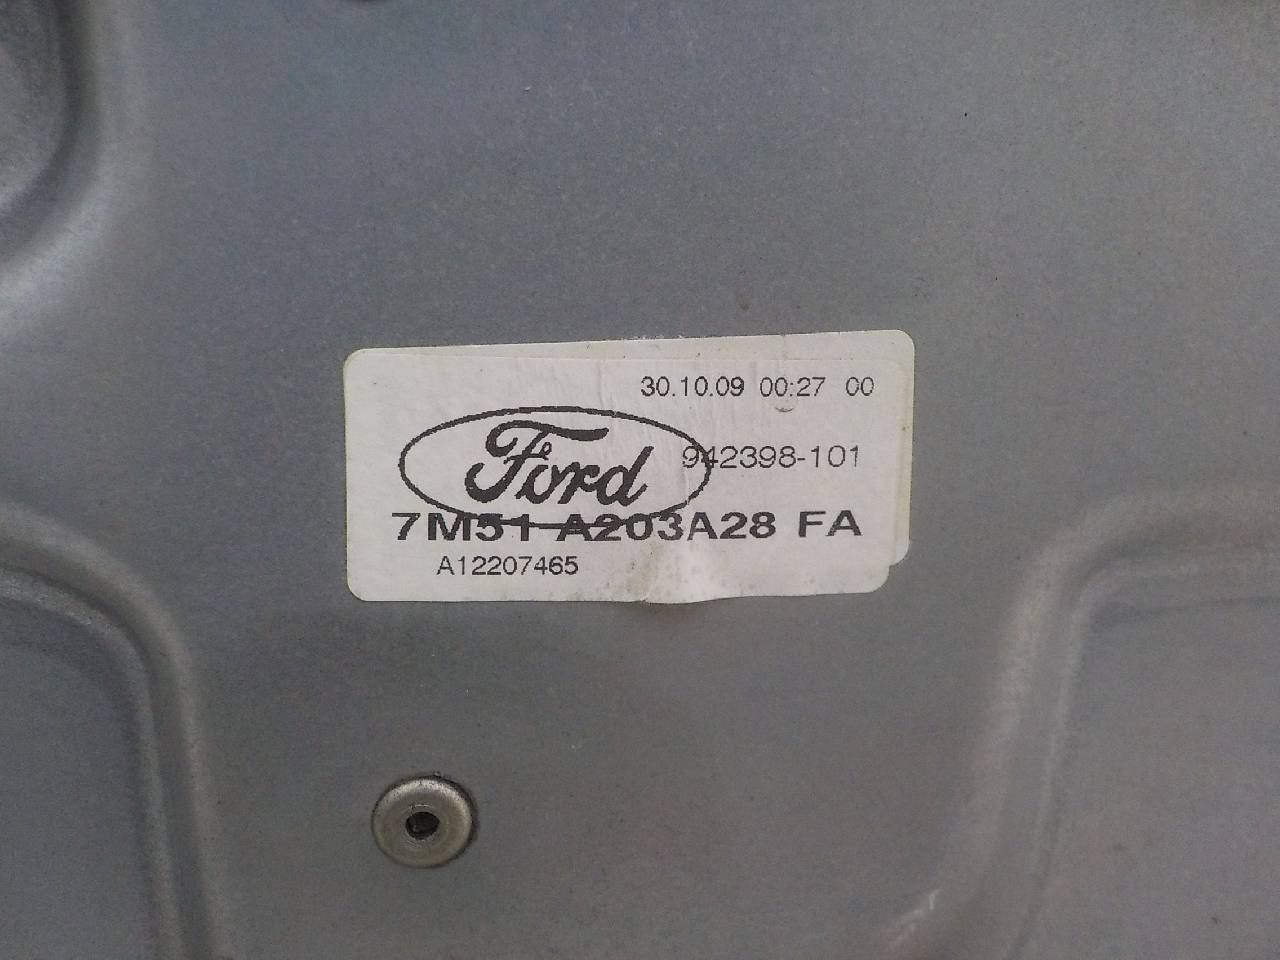 30.10.09 00:27 00
Ford
942398-101
7M51 A203A28 FA
A12207465